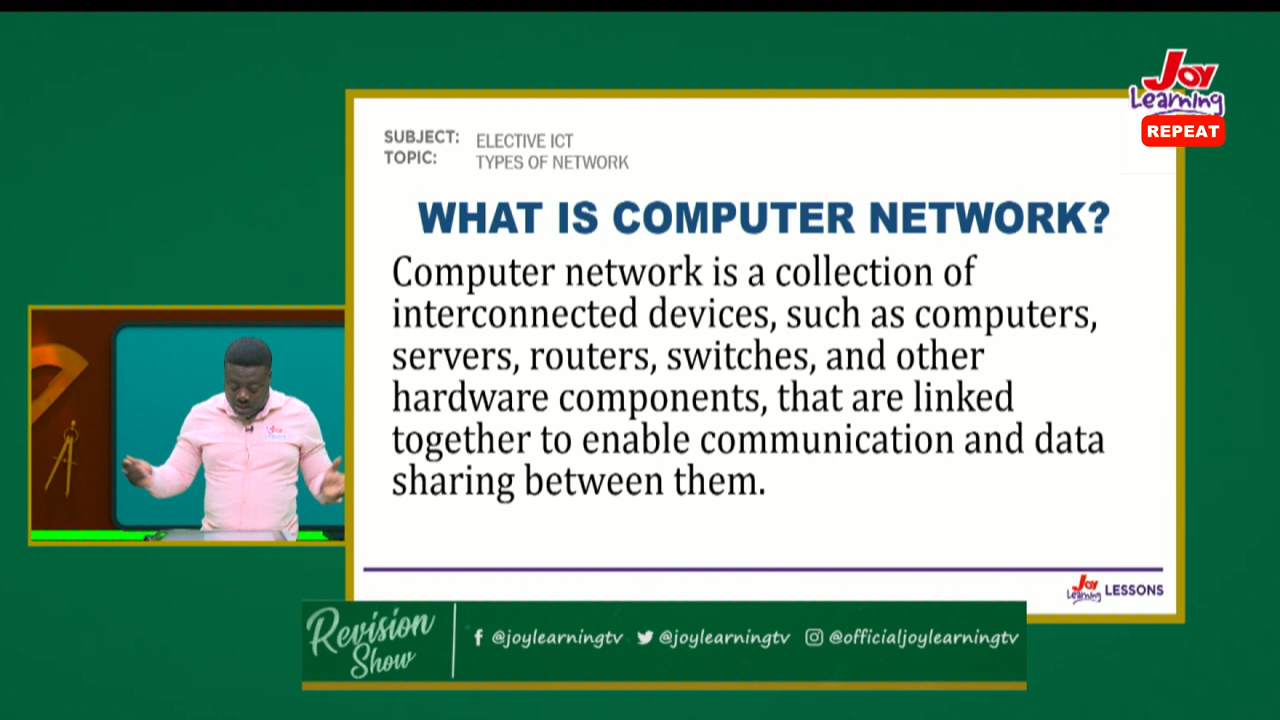 Joy
Learning
REPEAT
SUBJECT: ELECTIVE ICT
TOPIC: TYPES OF NETWORK
WHAT IS COMPUTER NETWORK?
Computer network is a collection of
interconnected devices, such as computers,
servers, routers, switches, and other
hardware components, that are linked
together to enable communication and data
sharing between them.
Joy
Learning LESSONS
Revision
Show
@joylearningtv @joylearningtv @officialjoylearningtv